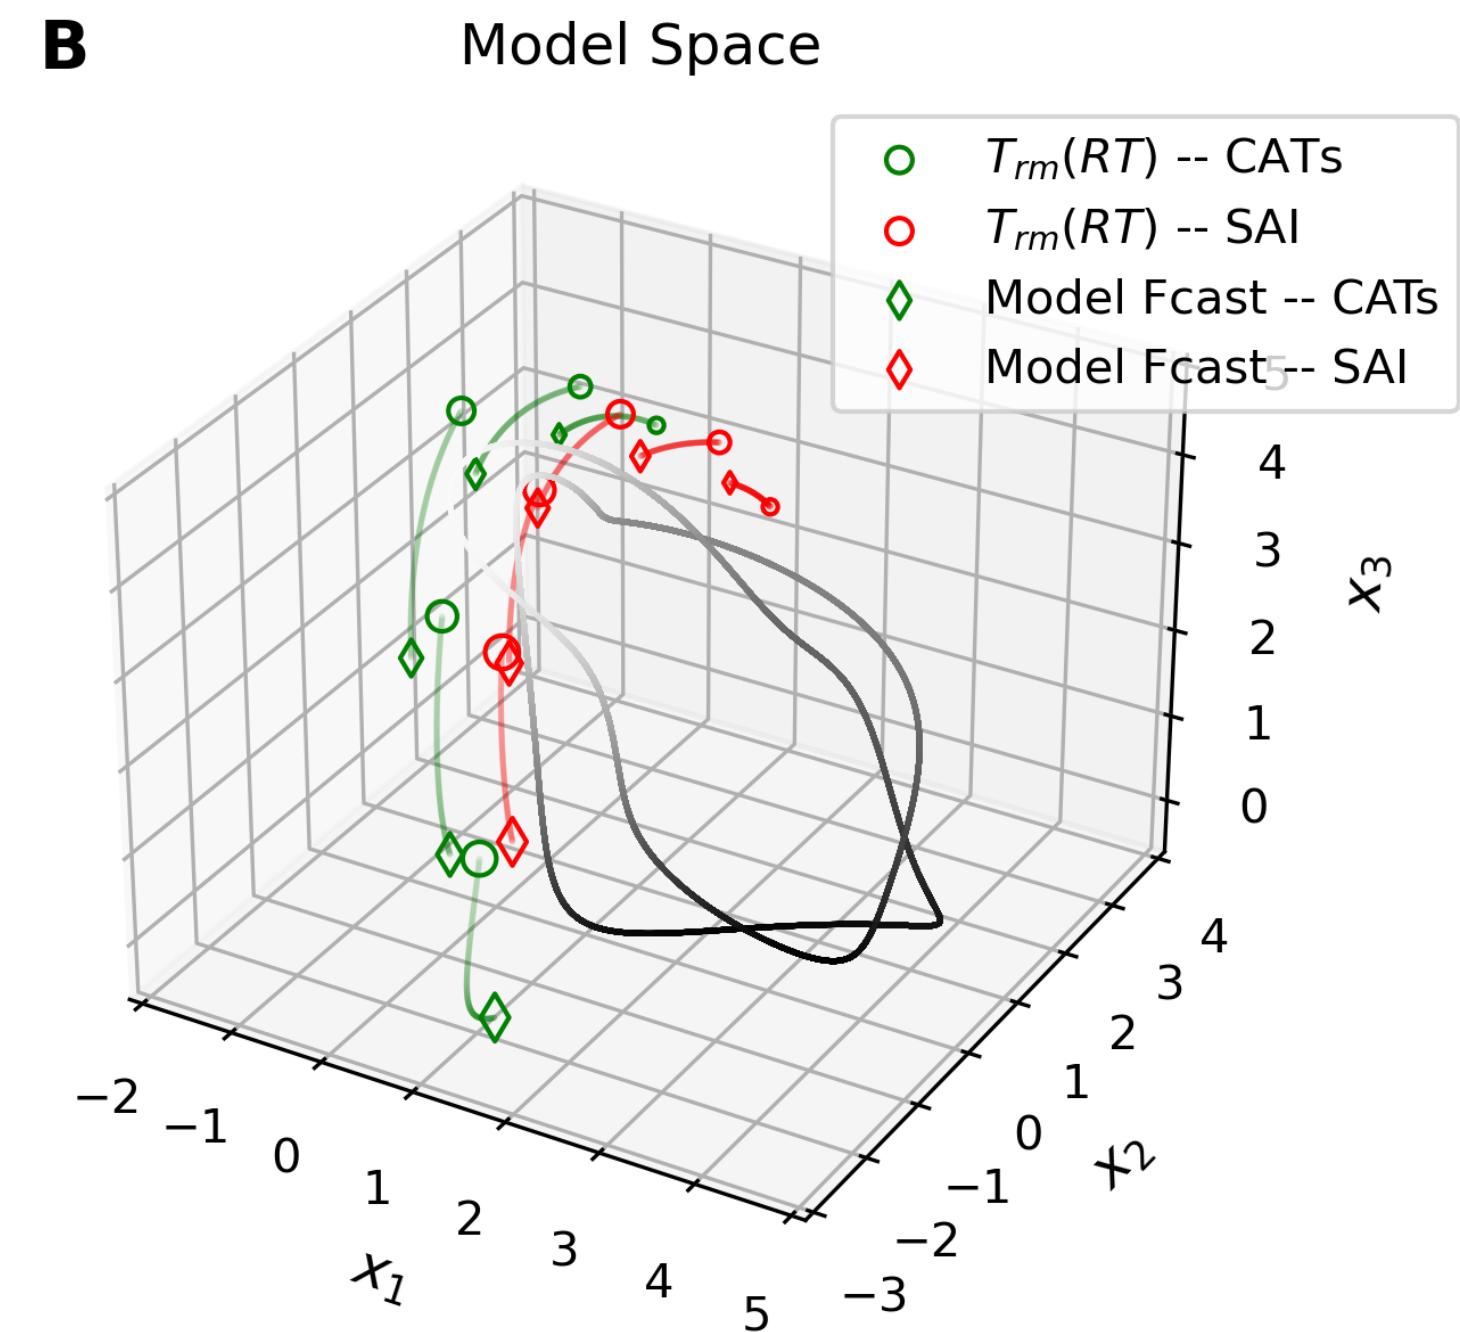 B
Model Space
T_rm(RT) -- CATs
T_rm(RT) -- SAI
Model Fcast -- CATs
Model Fcast -- SAI
5
4
3
2
1
0
x_3
4
3
2
1
0
−1
−2
−3
x_2
−2
−1
0
1
2
3
4
5
x_1